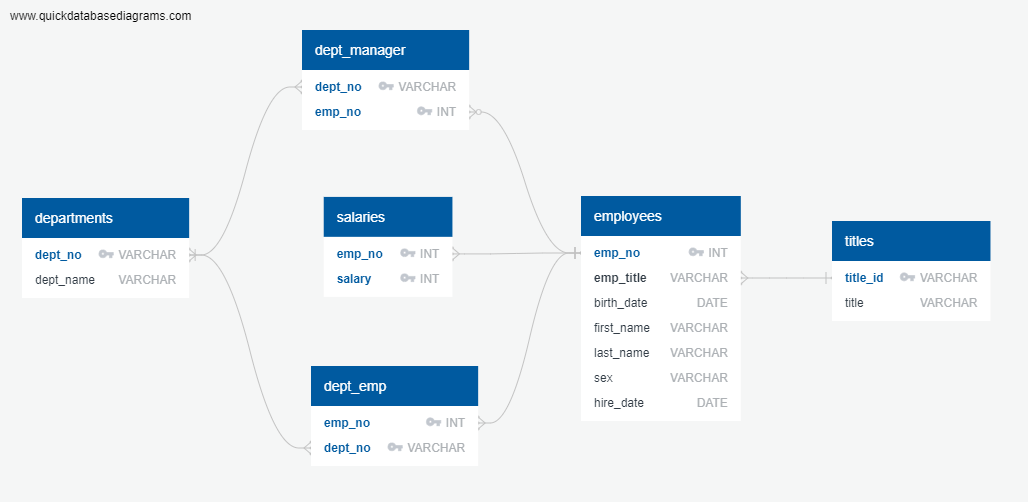 www.quickdatabasediagrams.com
dept_manager
dept_no VARCHAR
emp_no INT
departments
dept_no VARCHAR
dept_name VARCHAR
salaries
emp_no INT
salary INT
employees
emp_no INT
emp_title VARCHAR
birth_date DATE
first_name VARCHAR
last_name VARCHAR
sex VARCHAR
hire_date DATE
titles
title_id VARCHAR
title VARCHAR
dept_emp
emp_no INT
dept_no VARCHAR